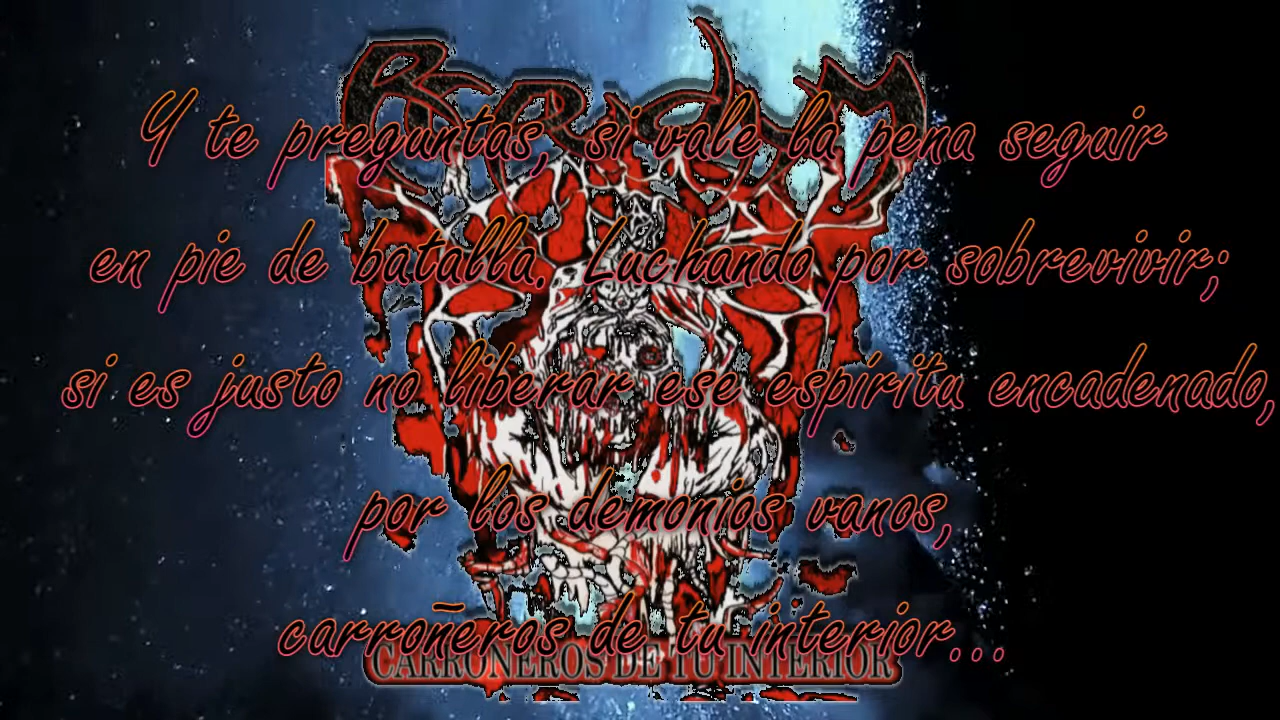 Y te preguntas, si vale la pena seguir
en pie de batalla. Luchando por sobrevivir;
si es justo no liberar ese espíritu encadenado,
por los demonios vanos,
carroñeros de tu interior...
CARROÑEROS DE TU INTERIOR